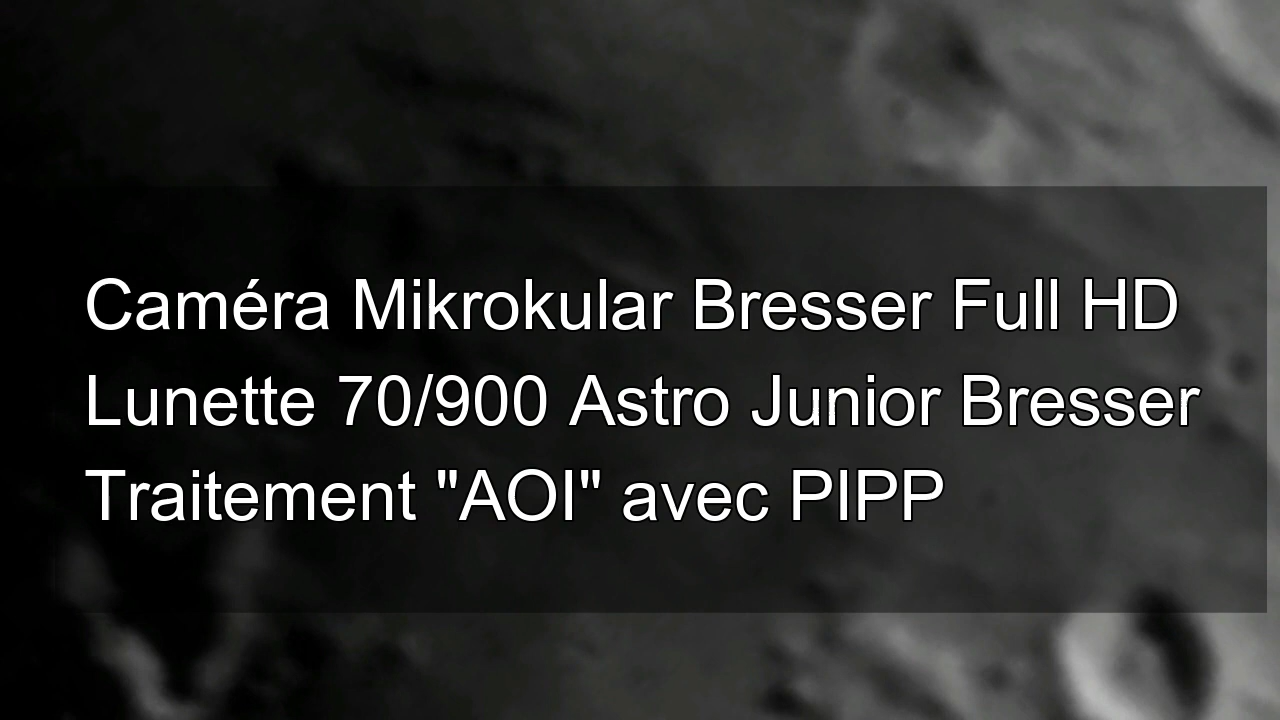 Caméra Mikrokular Bresser Full HD
Lunette 70/900 Astro Junior Bresser
Traitement "AOI" avec PIPP